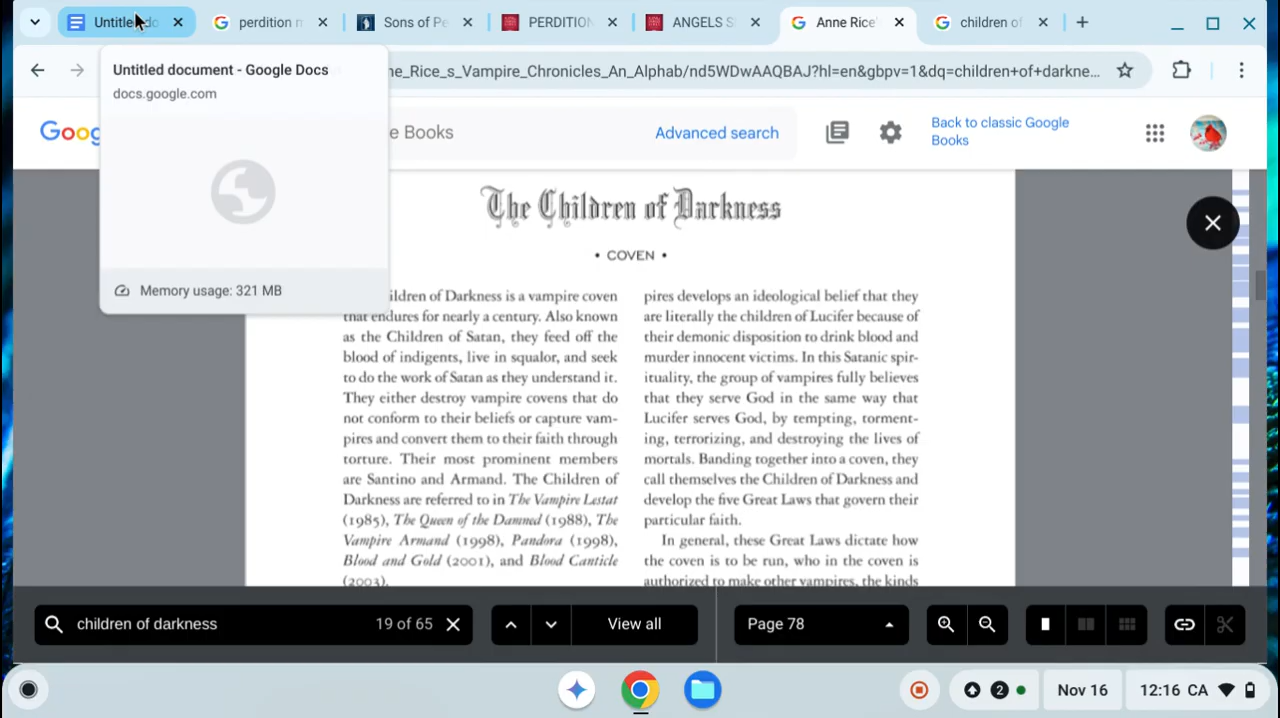 Untitled do
perdition m
Sons of Pe
PERDITION
ANGELS S
Anne Rice'
children of
Untitled document - Google Docs
docs.google.com
Memory usage: 321 MB
ne_Rice_s_Vampire_Chronicles_An_Alphab/nd5WDwAAQBAJ?hl=en&gbpv=1&dq=children+of+darkne...
Goog
e Books
Advanced search
Back to classic Google
Books
The Children of Darkness
• COVEN •
ildren of Darkness is a vampire coven
that endures for nearly a century. Also known
as the Children of Satan, they feed off the
blood of indigents, live in squalor, and seek
to do the work of Satan as they understand it.
They either destroy vampire covens that do
not conform to their beliefs or capture vam-
pires and convert them to their faith through
torture. Their most prominent members
are Santino and Armand. The Children of
Darkness are referred to in The Vampire Lestat
(1985), The Queen of the Damned (1988), The
Vampire Armand (1998), Pandora (1998),
Blood and Gold (2001), and Blood Canticle
(2003).
pires develops an ideological belief that they
are literally the children of Lucifer because of
their demonic disposition to drink blood and
murder innocent victims. In this Satanic spir-
ituality, the group of vampires fully believes
that they serve God in the same way that
Lucifer serves God, by tempting, torment-
ing, terrorizing, and destroying the lives of
mortals. Banding together into a coven, they
call themselves the Children of Darkness and
develop the five Great Laws that govern their
particular faith.
In general, these Great Laws dictate how
the coven is to be run, who in the coven is
authorized to make other vampires, the kinds
children of darkness
19 of 65
View all
Page 78
2
Nov 16
12:16 CA